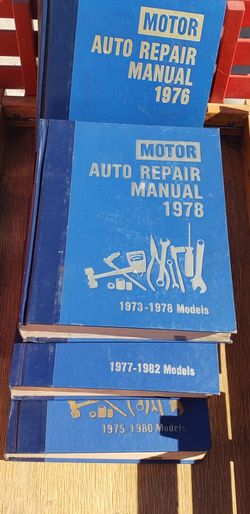 MOTOR
AUTO REPAIR
MANUAL
1976
MOTOR
AUTO REPAIR
MANUAL
1978
1973-1978 Models
1977-1982 Models
1975-1980 Models